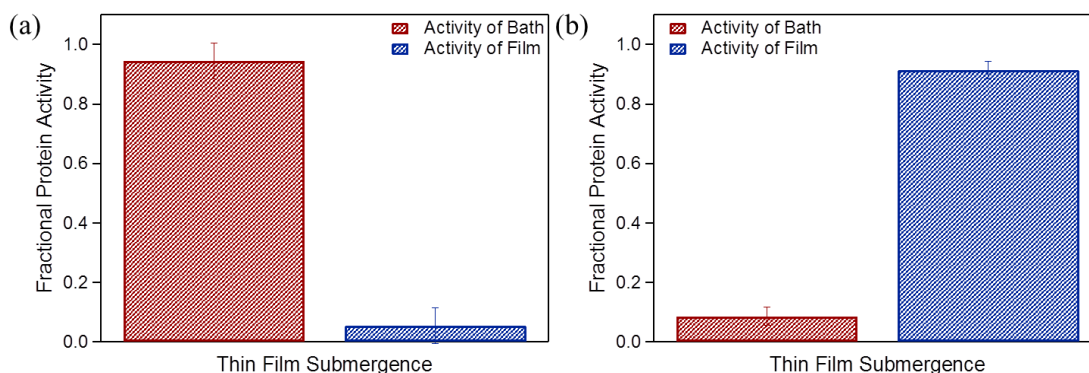 (a)
Fractional Protein Activity
1.0
0.8
0.6
0.4
0.2
0.0
Activity of Bath
Activity of Film
Thin Film Submergence
(b)
Fractional Protein Activity
1.0
0.8
0.6
0.4
0.2
0.0
Activity of Bath
Activity of Film
Thin Film Submergence